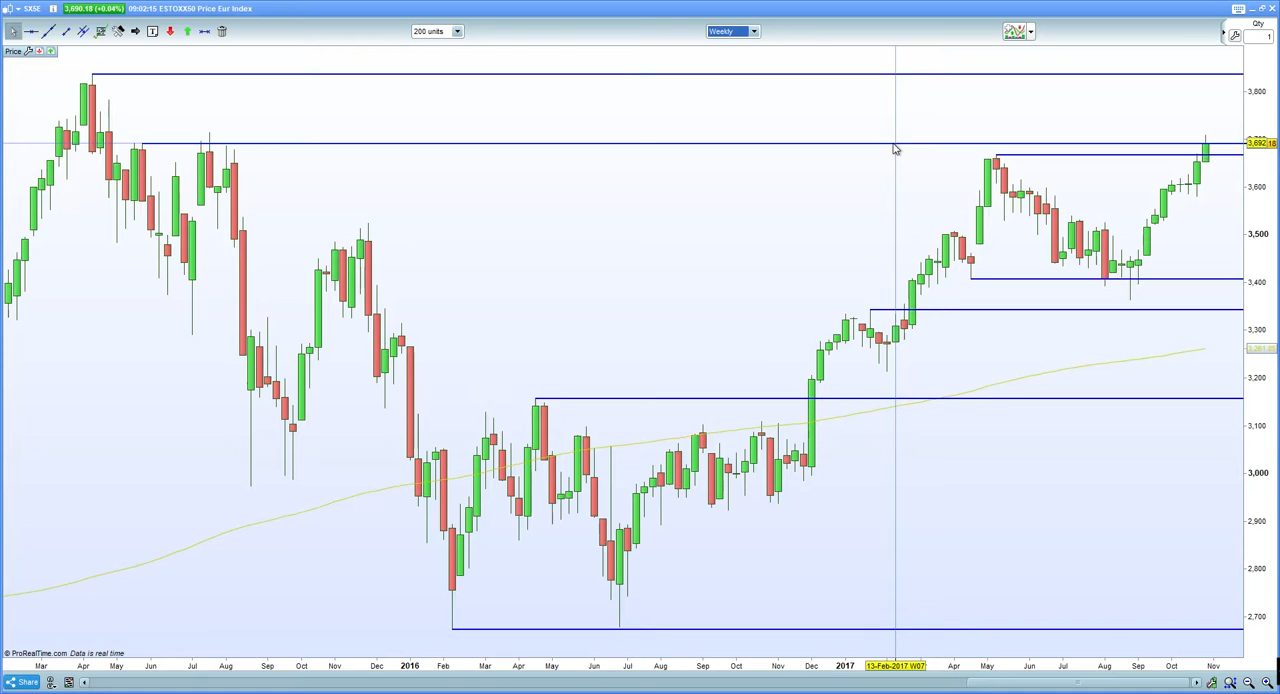 SX5E 3,690.18 (+0.04%) 09:02:15 ESTOXX50 Price Eur Index
200 units
Weekly
Qty
1
Price
3,800
3,692
18
3,600
3,500
3,400
3,300
3,200
3,100
3,000
2,900
2,800
2,700
© ProRealTime.com Data is real time
Mar Apr May Jun Jul Aug Sep Oct Nov Dec 2016 Feb Mar Apr May Jun Jul Aug Sep Oct Nov Dec 2017 13-Feb-2017 W07 Apr May Jun Jul Aug Sep Oct Nov
Share